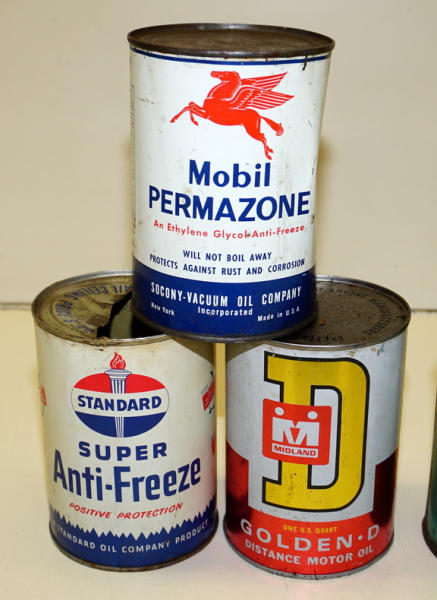 Mobil
PERMAZONE
An Ethylene Glycol Anti-Freeze
WILL NOT BOIL AWAY
PROTECTS AGAINST RUST AND CORROSION
SOCONY-VACUUM OIL COMPANY
New York Incorporated Made in U.S.A.
STANDARD
SUPER
Anti-Freeze
POSITIVE PROTECTION
STANDARD OIL COMPANY PRODUCT
D
M
MIDLAND
ONE U.S. QUART
GOLDEN-D
DISTANCE MOTOR OIL